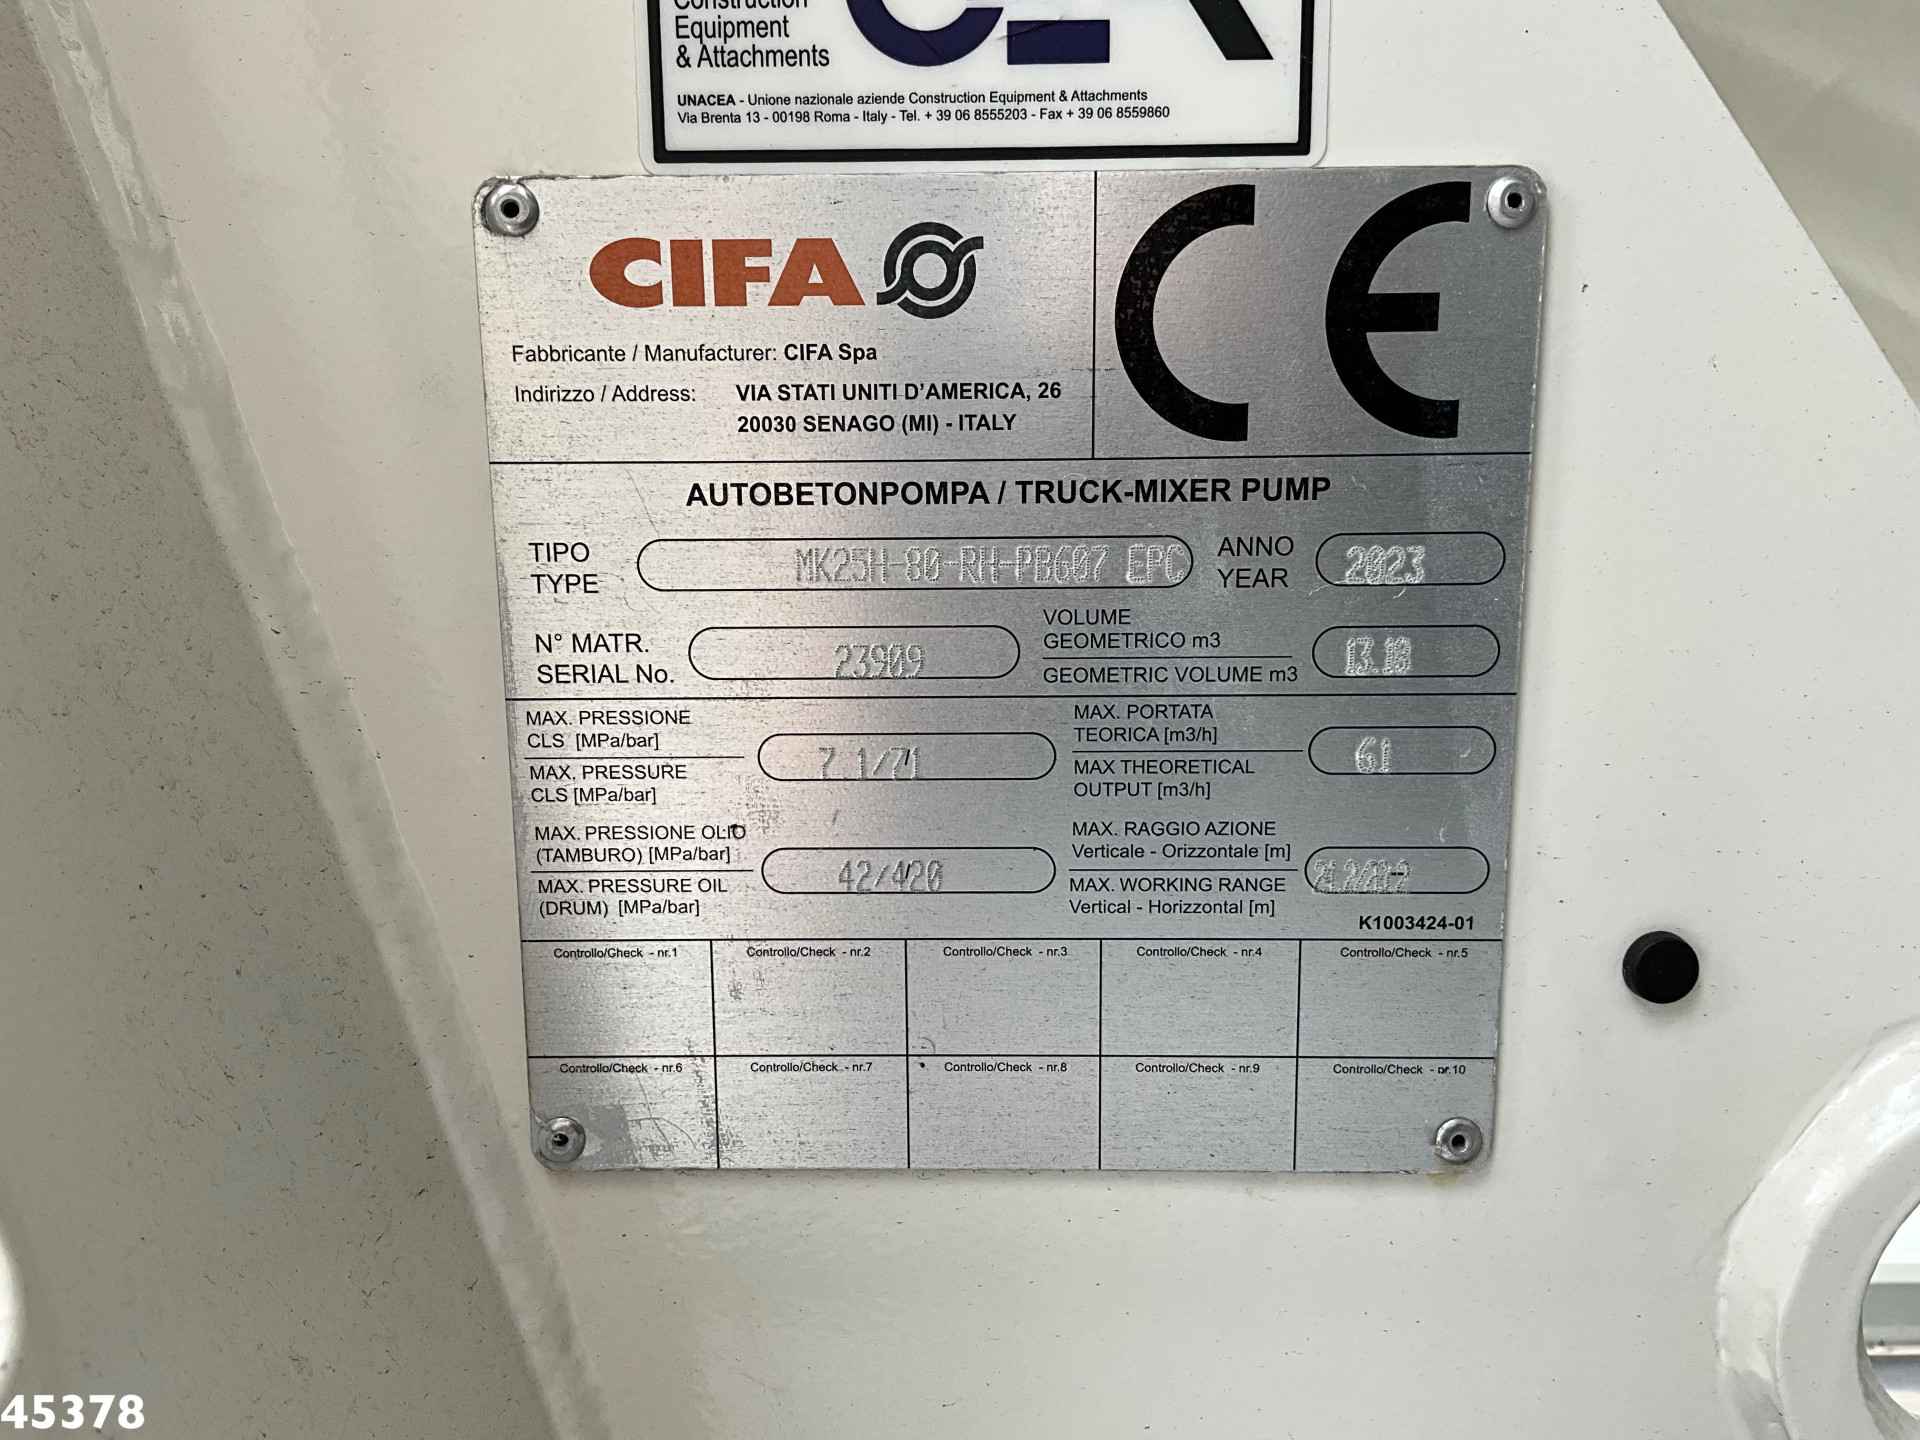 Construction
Equipment
& Attachments
UNACEA - Unione nazionale aziende Construction Equipment & Attachments
Via Brenta 13 - 00198 Roma - Italy - Tel. + 39 06 8555203 - Fax + 39 06 8559860
CIFA
CE
Fabbricante / Manufacturer: CIFA Spa
Indirizzo / Address: VIA STATI UNITI D'AMERICA, 26
20030 SENAGO (MI) - ITALY
AUTOBETONPOMPA / TRUCK-MIXER PUMP
TIPO
TYPE
MK25H-80-RH-PB607 EPC
ANNO
YEAR
2023
N° MATR.
SERIAL No.
23909
VOLUME
GEOMETRICO m3
GEOMETRIC VOLUME m3
13.18
MAX. PRESSIONE
CLS [MPa/bar]
MAX. PRESSURE
CLS [MPa/bar]
7.1/71
MAX. PORTATA
TEORICA [m3/h]
MAX THEORETICAL
OUTPUT [m3/h]
61
MAX. PRESSIONE OLIO
(TAMBURO) [MPa/bar]
MAX. PRESSURE OIL
(DRUM) [MPa/bar]
42/420
MAX. RAGGIO AZIONE
Verticale - Orizzontale [m]
MAX. WORKING RANGE
Vertical - Horizzontal [m]
K1003424-01
Controllo/Check - nr.1
Controllo/Check - nr.2
Controllo/Check - nr.3
Controllo/Check - nr.4
Controllo/Check - nr.5
Controllo/Check - nr.6
Controllo/Check - nr.7
Controllo/Check - nr.8
Controllo/Check - nr.9
Controllo/Check - nr.10
45378